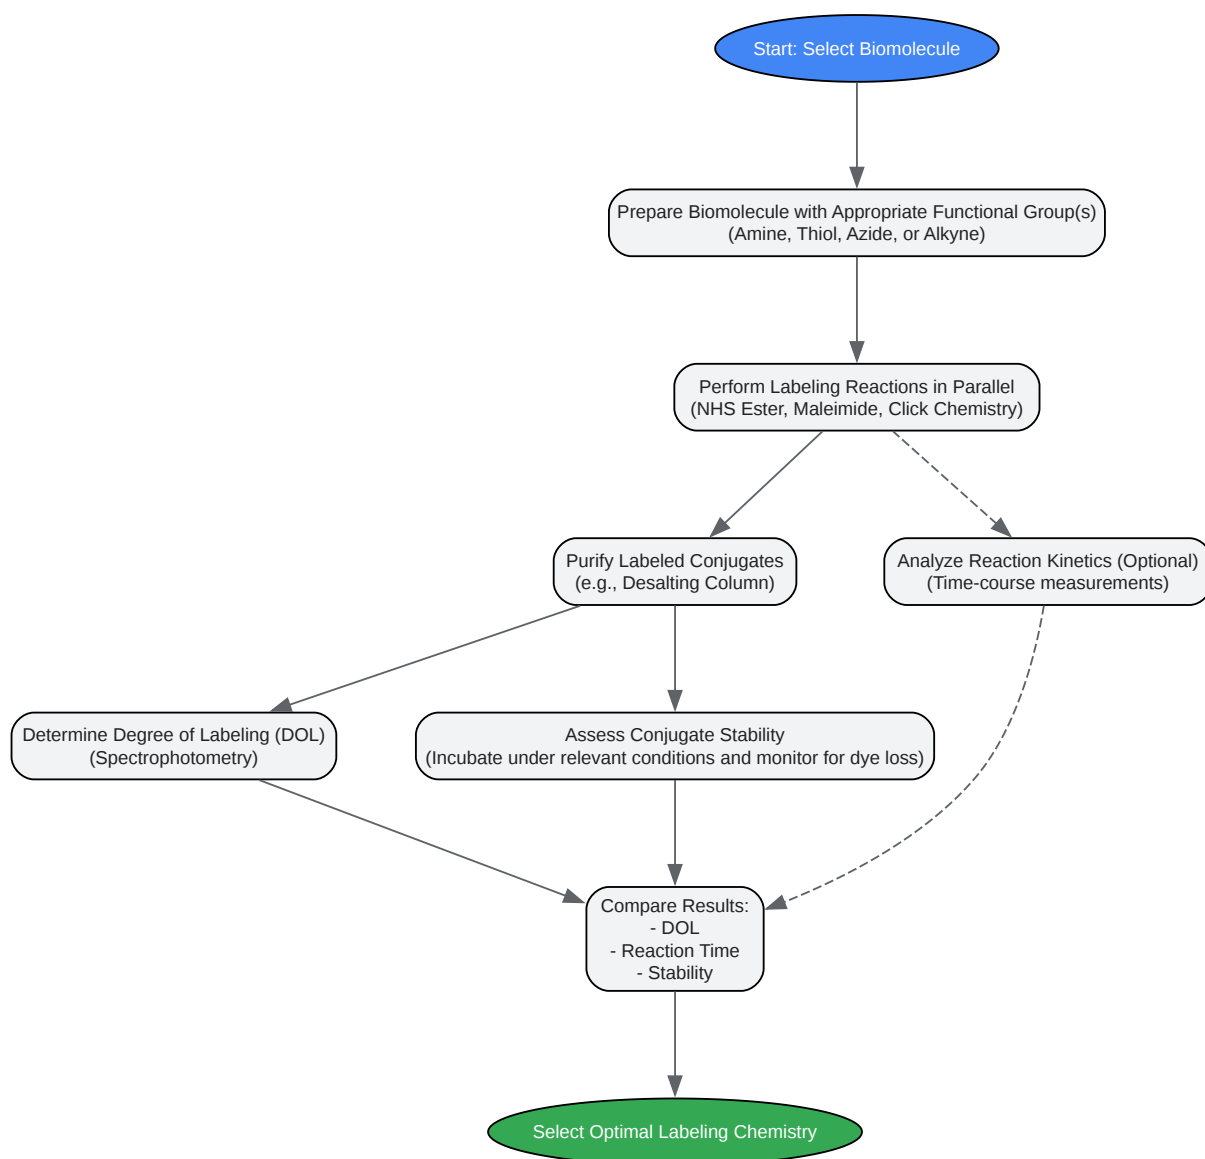 Start: Select Biomolecule
Prepare Biomolecule with Appropriate Functional Group(s)
(Amine, Thiol, Azide, or Alkyne)
Perform Labeling Reactions in Parallel
(NHS Ester, Maleimide, Click Chemistry)
Purify Labeled Conjugates
(e.g., Desalting Column)
Analyze Reaction Kinetics (Optional)
(Time-course measurements)
Determine Degree of Labeling (DOL)
(Spectrophotometry)
Assess Conjugate Stability
(Incubate under relevant conditions and monitor for dye loss)
Compare Results:
- DOL
- Reaction Time
- Stability
Select Optimal Labeling Chemistry